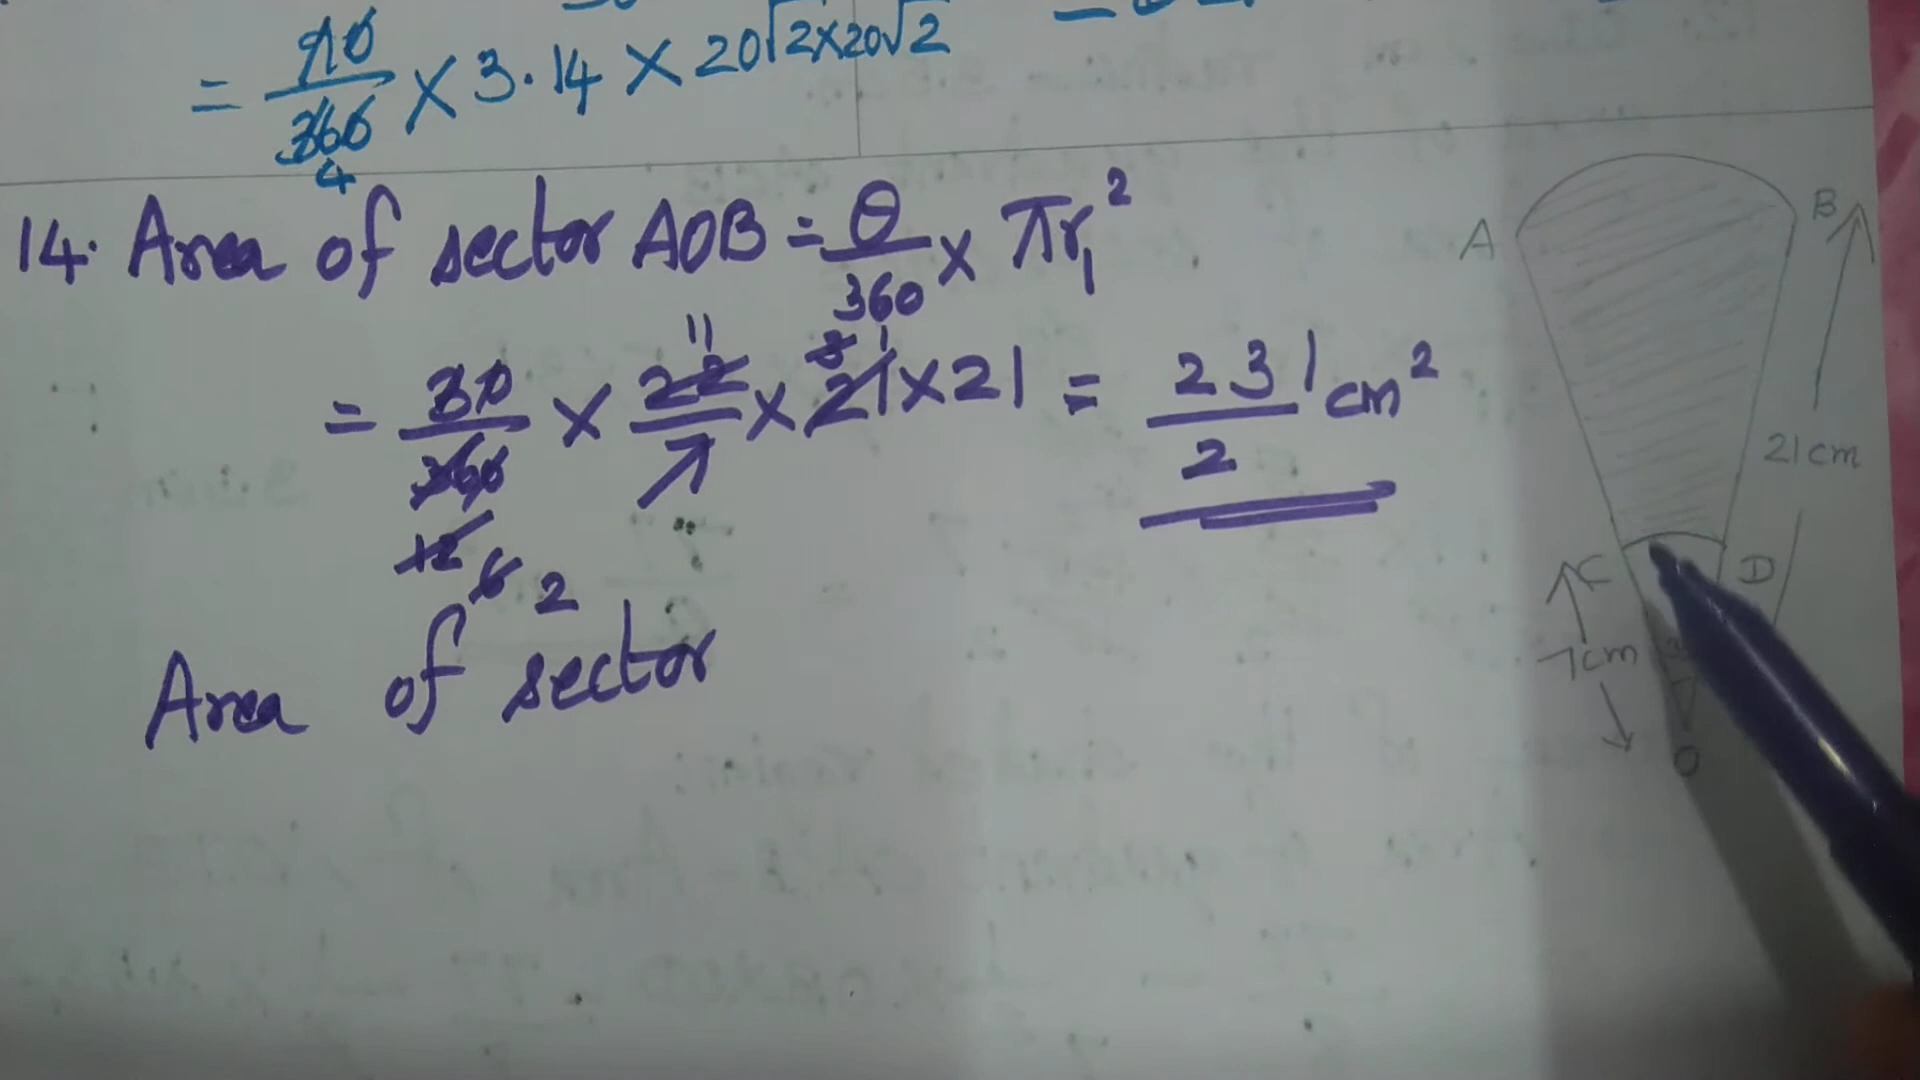 = 90/360 × 3.14 × 20√2×20√2
4
14. Area of sector AOB = θ/360 × πr₁²
= 30/360 × 22/7 × 21×21 = 231/2 cm²
11
3 1
12 6 2
Area of sector
A
B
21cm
C
D
7cm
O